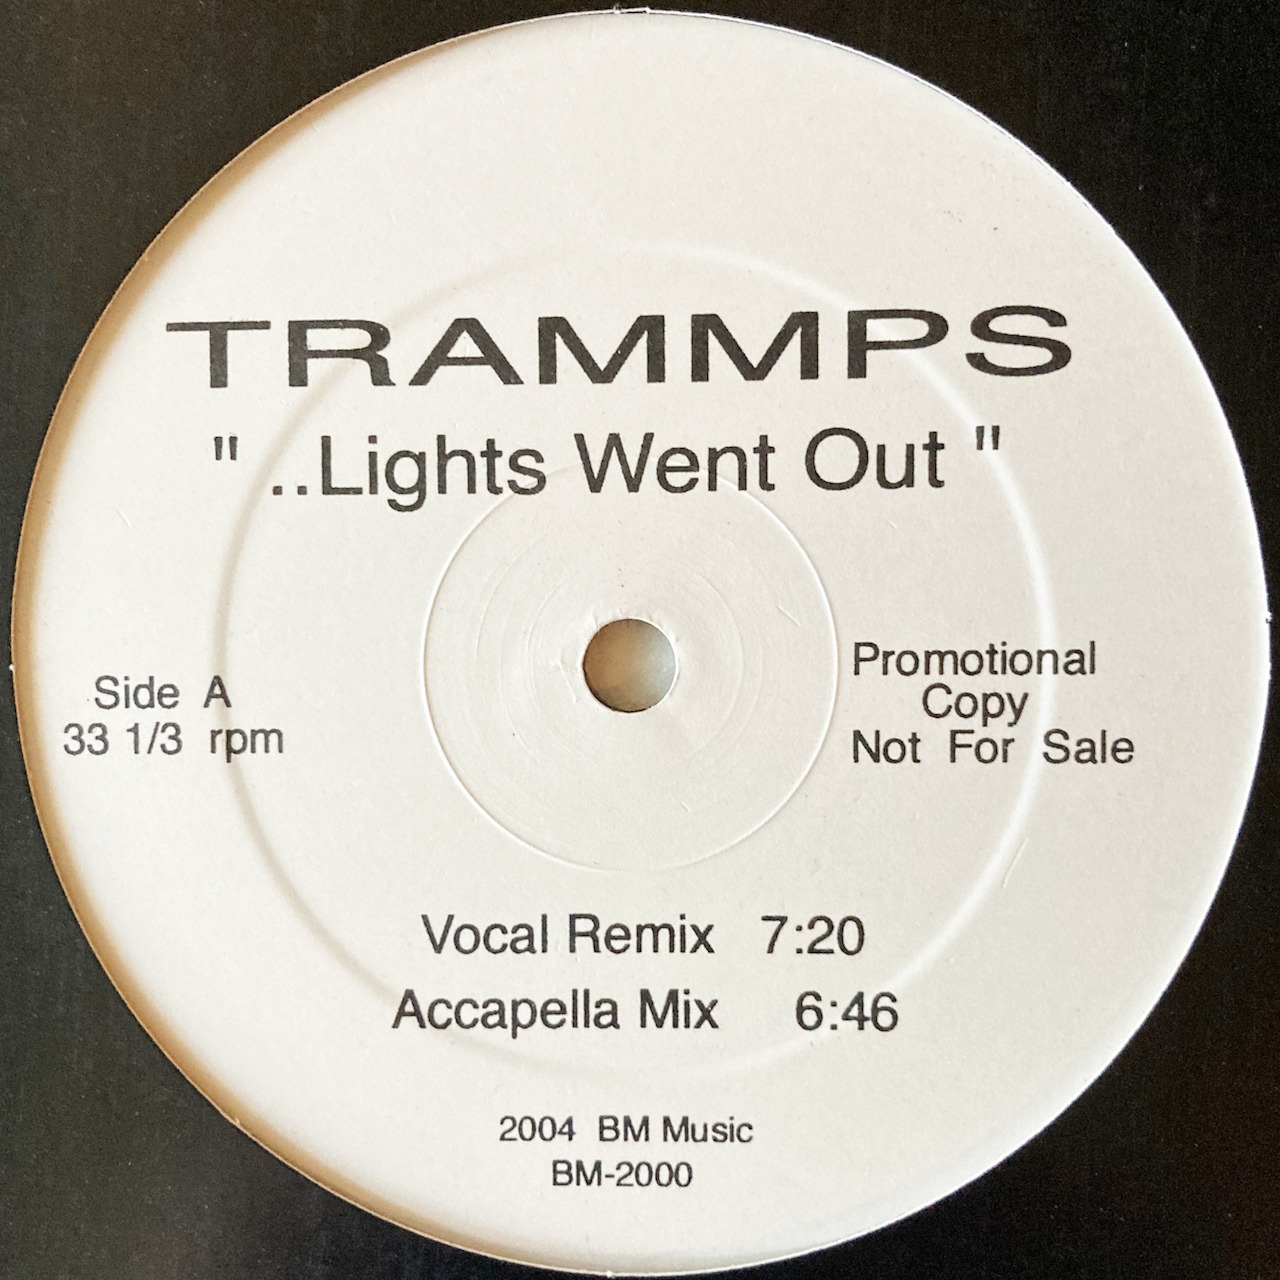 TRAMMPS
" ..Lights Went Out "
Side A
33 1/3 rpm
Promotional
Copy
Not For Sale
Vocal Remix 7:20
Accapella Mix 6:46
2004 BM Music
BM-2000